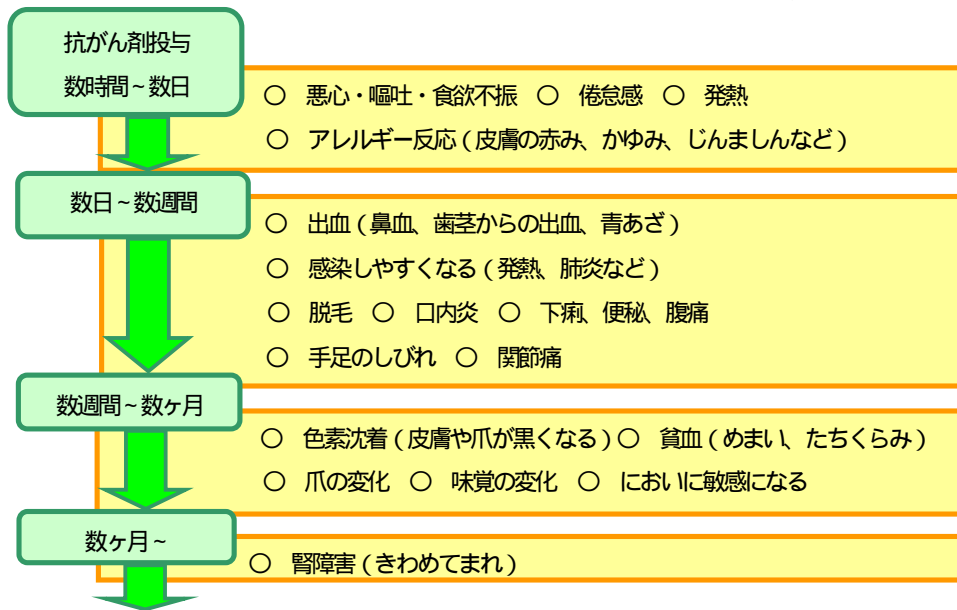 抗がん剤投与
数時間～数日
○ 悪心・嘔吐・食欲不振 ○ 倦怠感 ○ 発熱
○ アレルギー反応（皮膚の赤み、かゆみ、じんましんなど）
数日～数週間
○ 出血（鼻血、歯茎からの出血、青あざ）
○ 感染しやすくなる（発熱、肺炎など）
○ 脱毛 ○ 口内炎 ○ 下痢、便秘、腹痛
○ 手足のしびれ ○ 関節痛
数週間～数ヶ月
○ 色素沈着（皮膚や爪が黒くなる）○ 貧血（めまい、たちくらみ）
○ 爪の変化 ○ 味覚の変化 ○ においに敏感になる
数ヶ月～
○ 腎障害（きわめてまれ）